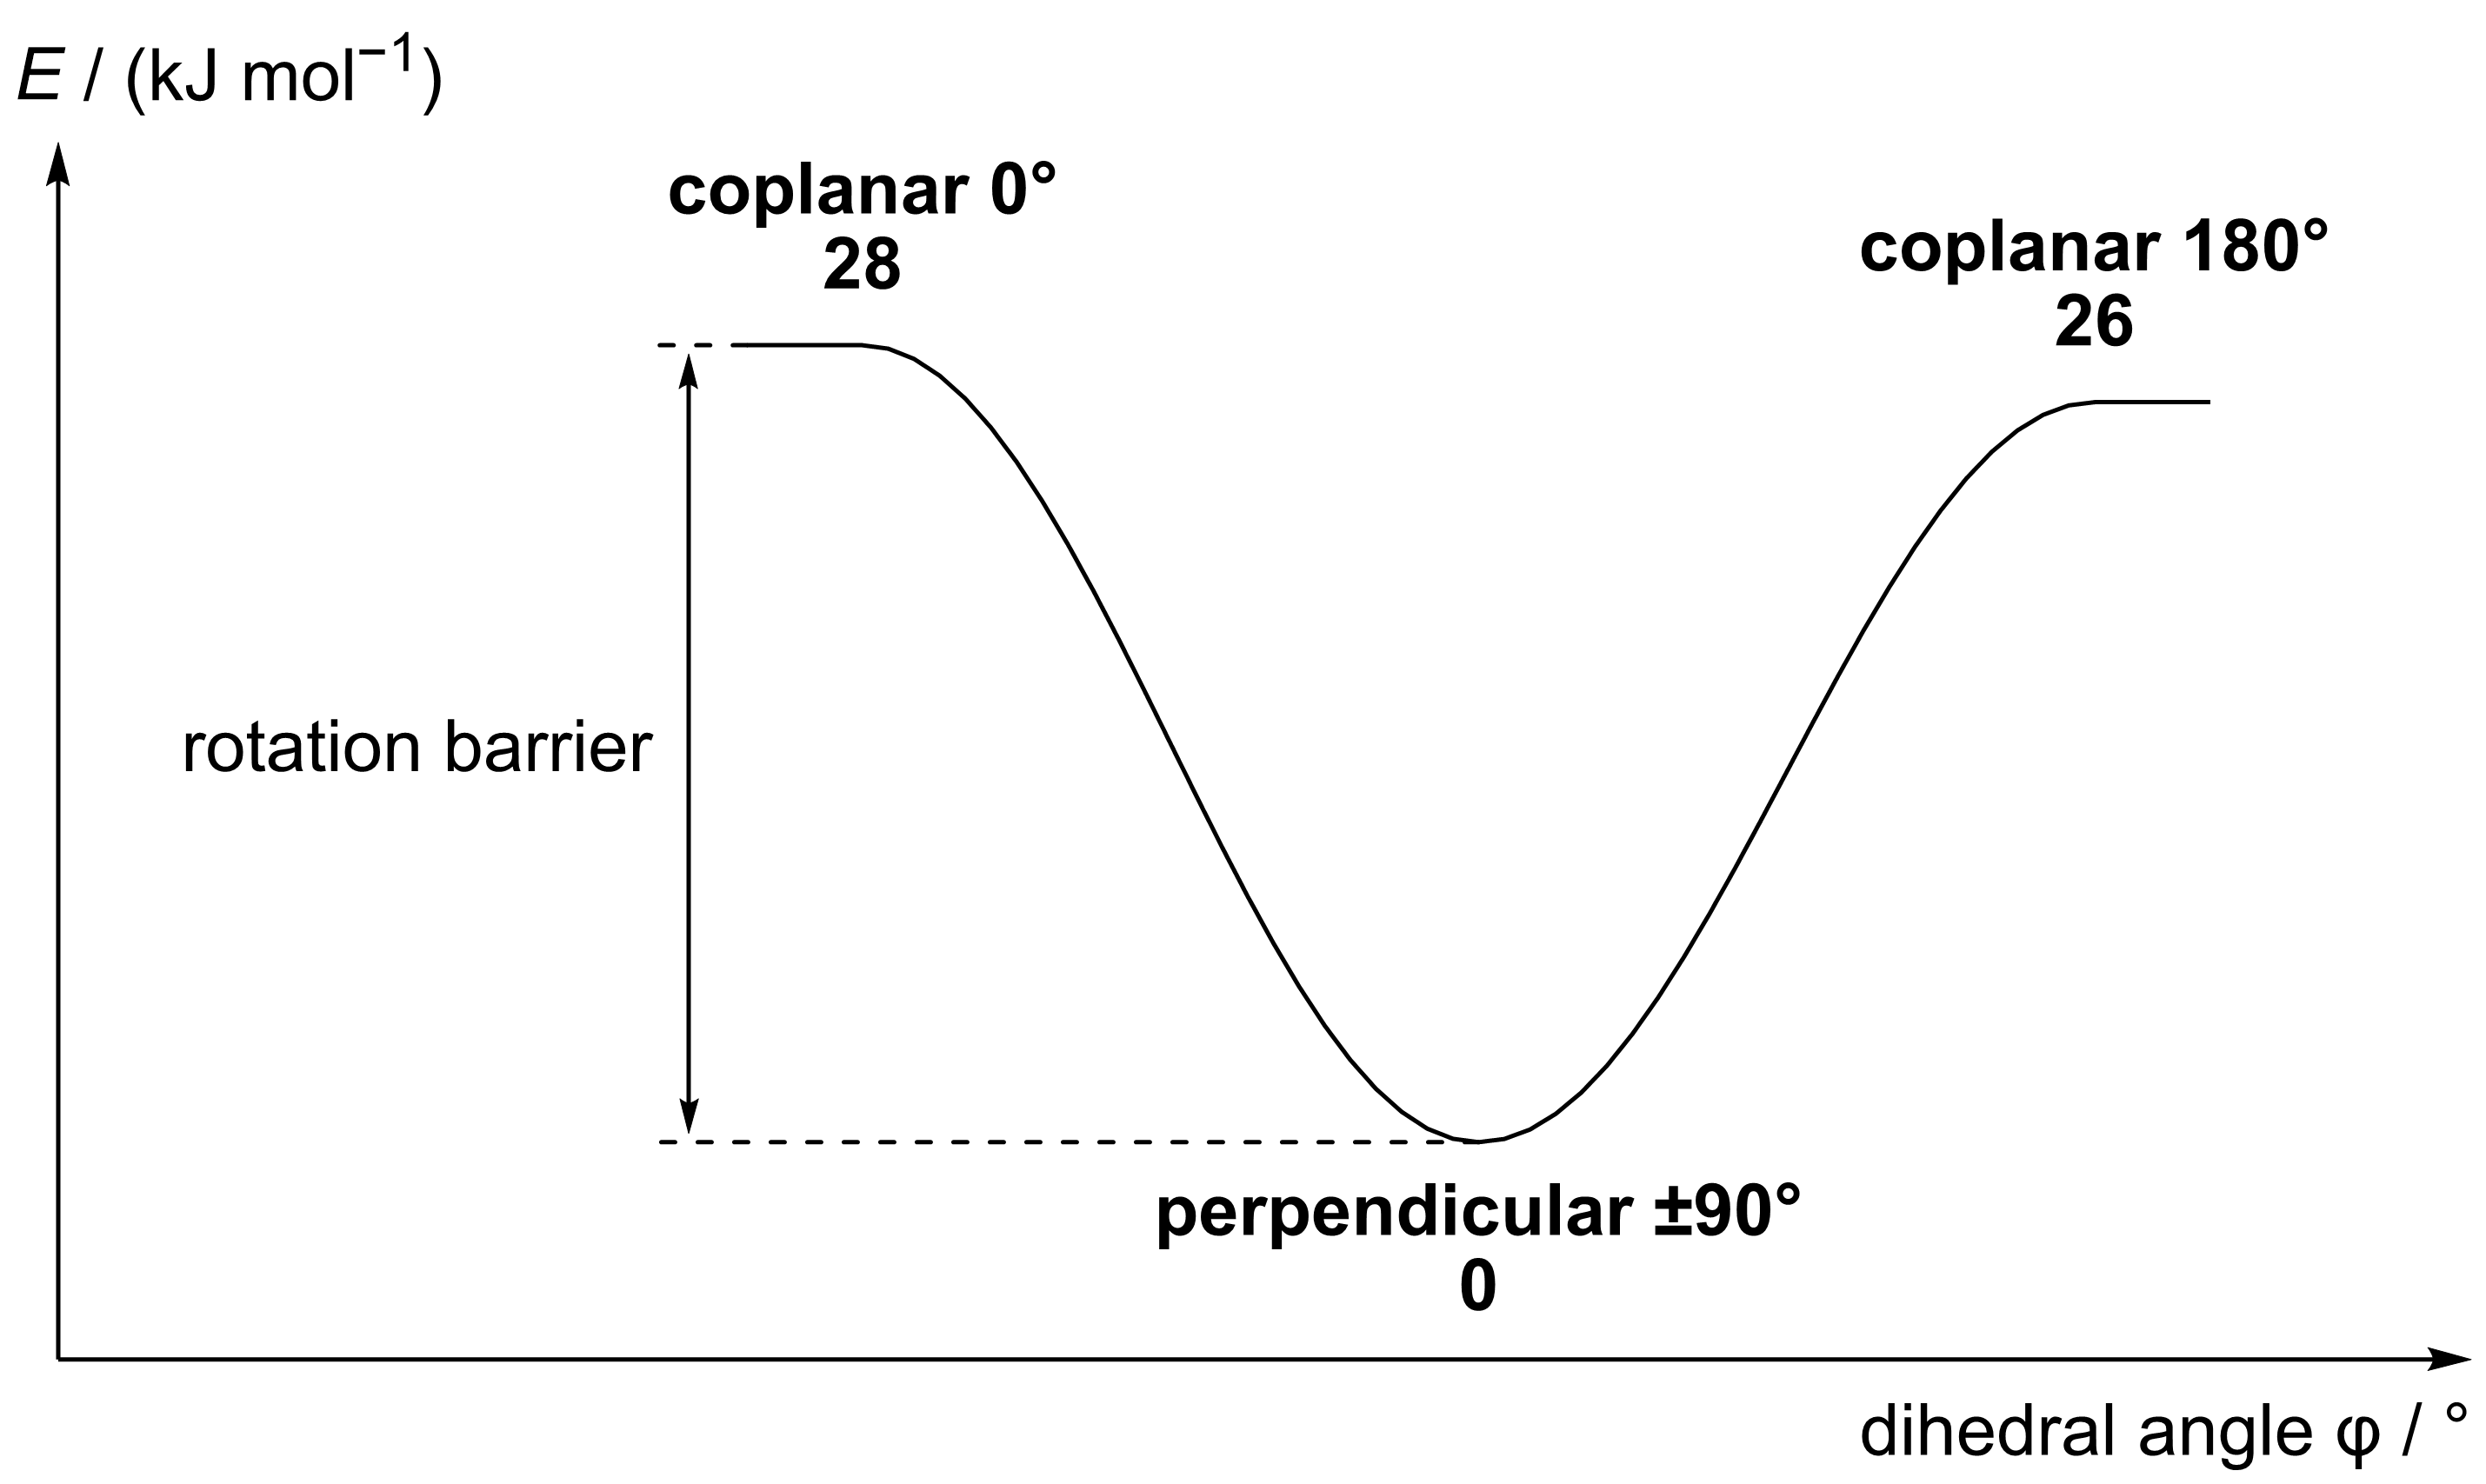 E / (kJ mol⁻¹)
coplanar 0°
28
coplanar 180°
26
rotation barrier
perpendicular ±90°
0
dihedral angle φ / °